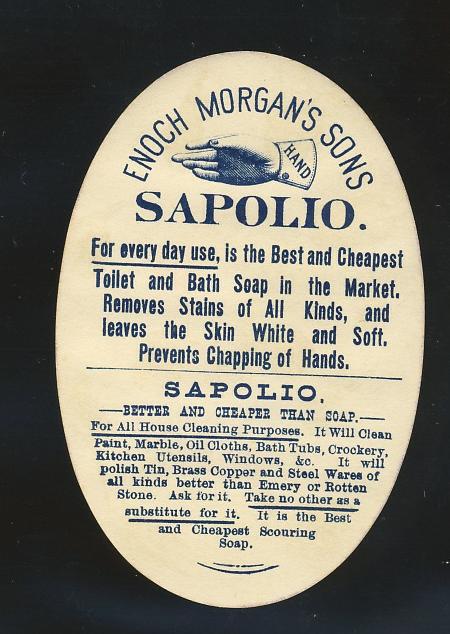 ENOCH MORGAN'S SONS
HAND
SAPOLIO.
For every day use, is the Best and Cheapest
Toilet and Bath Soap in the Market.
Removes Stains of All Kinds, and
leaves the Skin White and Soft.
Prevents Chapping of Hands.
SAPOLIO.
—BETTER AND CHEAPER THAN SOAP.—
For All House Cleaning Purposes. It Will Clean
Paint, Marble, Oil Cloths, Bath Tubs, Crockery,
Kitchen Utensils, Windows, &c. It will
polish Tin, Brass Copper and Steel Wares of
all kinds better than Emery or Rotten
Stone. Ask for it. Take no other as a
substitute for it. It is the Best
and Cheapest Scouring
Soap.